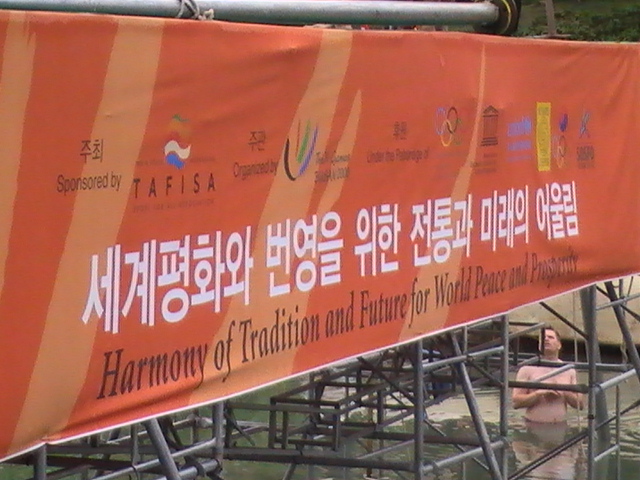 주최
Sponsored by
TAFISA
주관
Organized by
후원
Under the Patronage of
세계평화와 번영을 위한 전통과 미래의 어울림
Harmony of Tradition and Future for World Peace and Prosperity